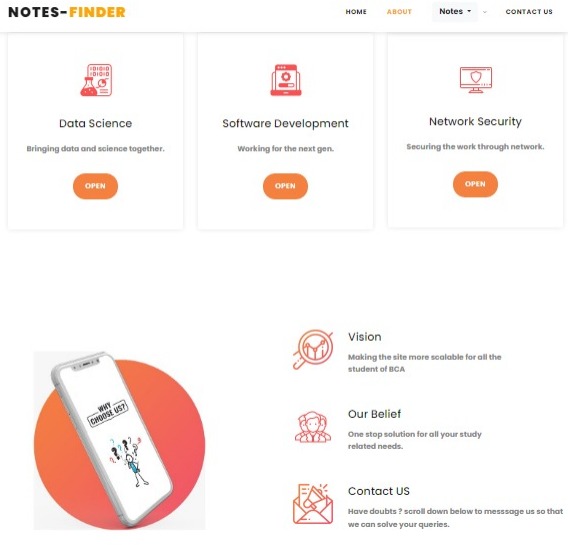 NOTES-FINDER
HOME ABOUT Notes CONTACT US
Data Science
Bringing data and science together.
OPEN
Software Development
Working for the next gen.
OPEN
Network Security
Securing the work through network.
OPEN
WHY
CHOOSE US?
Vision
Making the site more scalable for all the
student of BCA
Our Belief
One stop solution for all your study
related needs.
Contact US
Have doubts ? scroll down below to messsage us so that
we can solve your queries.